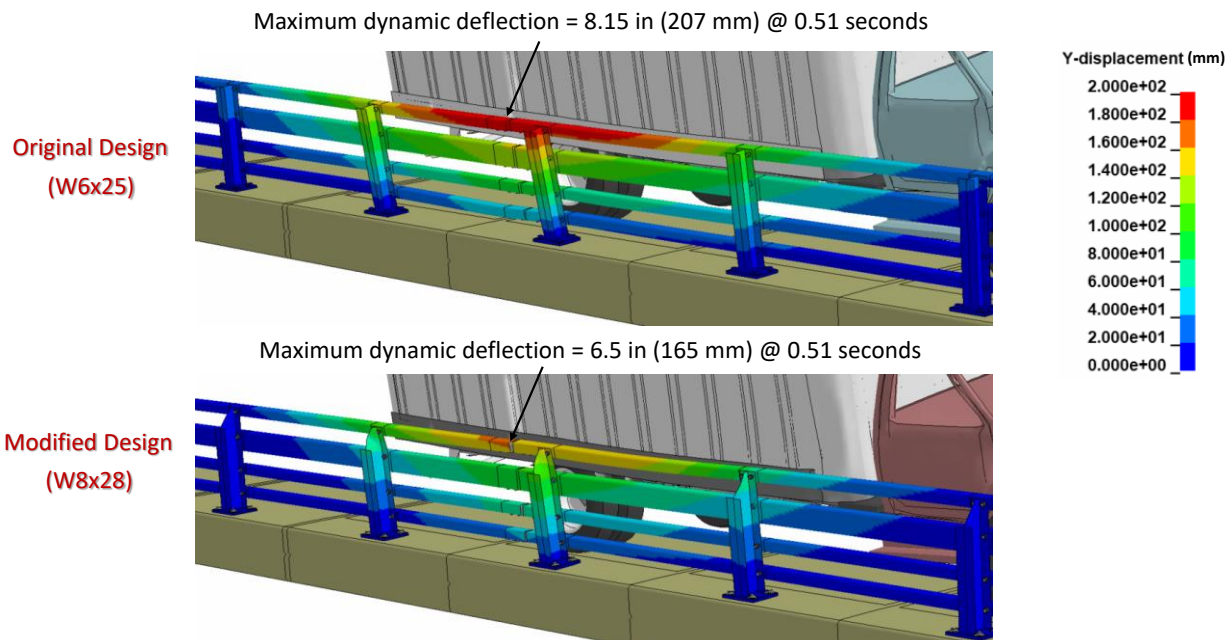 Maximum dynamic deflection = 8.15 in (207 mm) @ 0.51 seconds
Original Design
(W6x25)
Y-displacement (mm)
2.000e+02
1.800e+02
1.600e+02
1.400e+02
1.200e+02
1.000e+02
8.000e+01
6.000e+01
4.000e+01
2.000e+01
0.000e+00
Maximum dynamic deflection = 6.5 in (165 mm) @ 0.51 seconds
Modified Design
(W8x28)